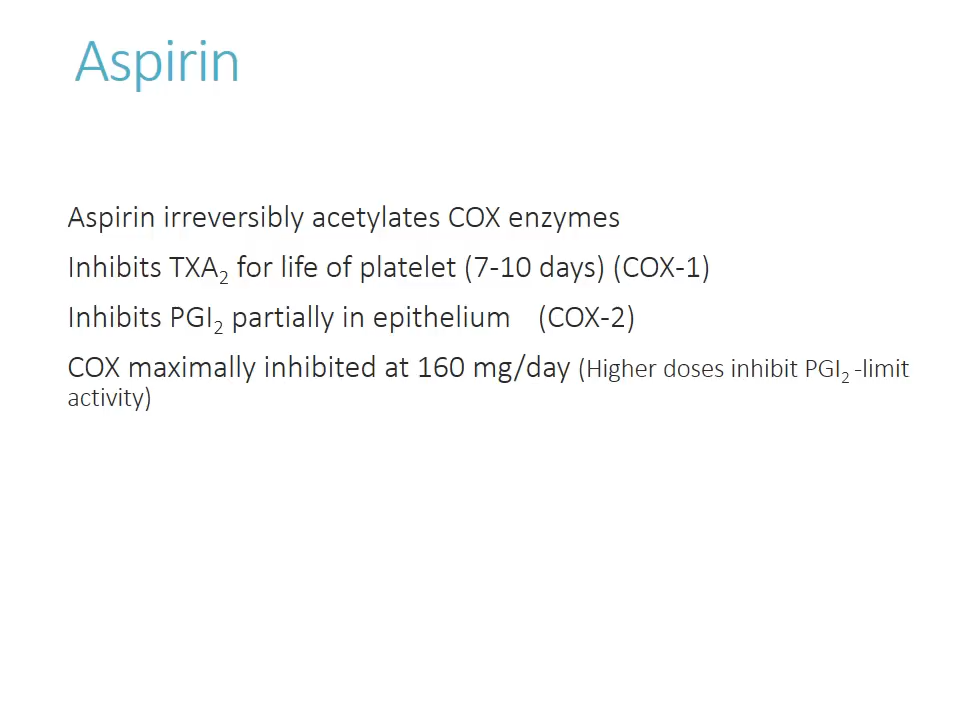 Aspirin
Aspirin irreversibly acetylates COX enzymes
Inhibits TXA₂ for life of platelet (7-10 days) (COX-1)
Inhibits PGI₂ partially in epithelium (COX-2)
COX maximally inhibited at 160 mg/day (Higher doses inhibit PGI₂ -limit
activity)